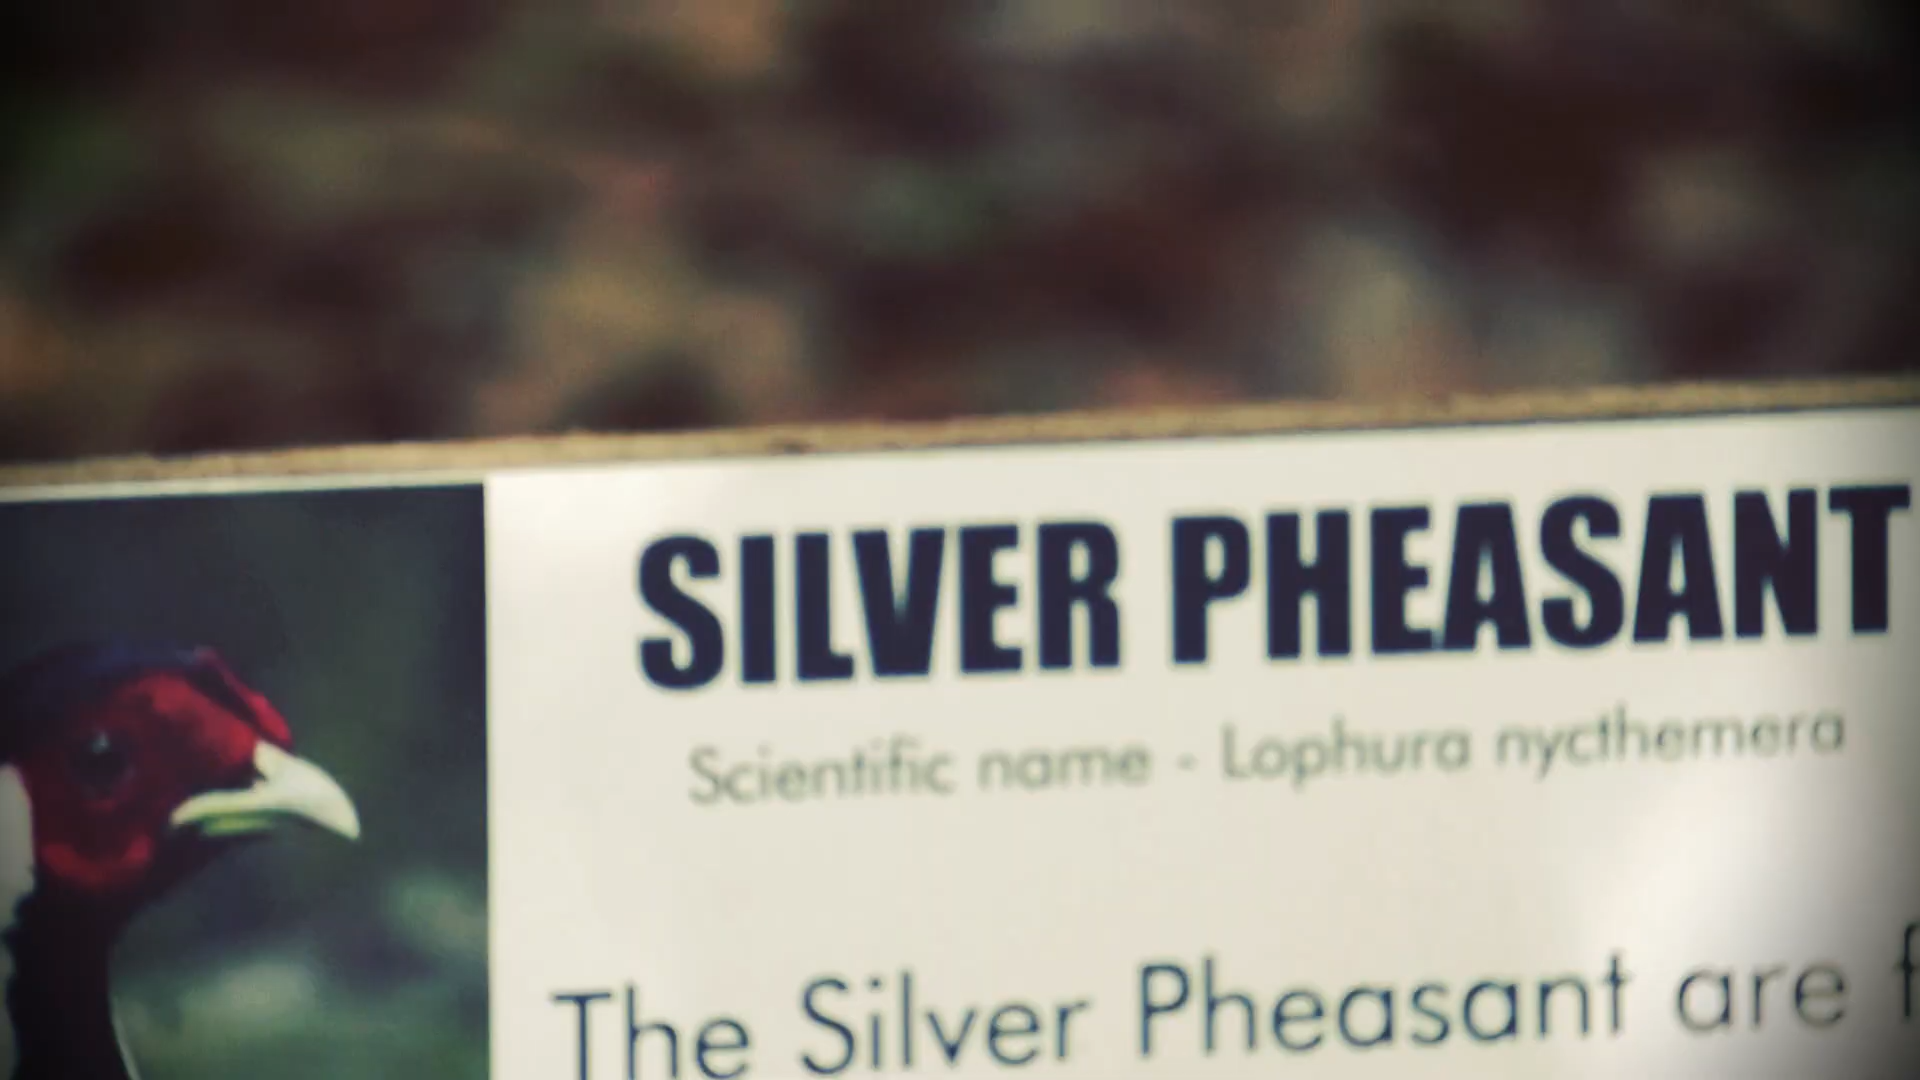 SILVER PHEASANT
Scientific name - Lophura nycthemera
The Silver Pheasant are